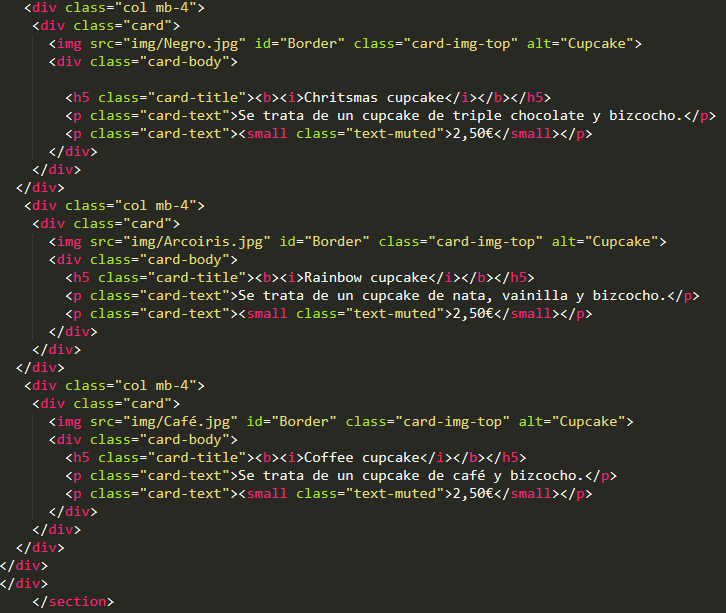 <div class="col mb-4">
<div class="card">
<img src="img/Negro.jpg" id="Border" class="card-img-top" alt="Cupcake">
<div class="card-body">
<h5 class="card-title"><b><i>Chritsmas cupcake</i></b></h5>
<p class="card-text">Se trata de un cupcake de triple chocolate y bizcocho.</p>
<p class="card-text"><small class="text-muted">2,50€</small></p>
</div>
</div>
</div>
<div class="col mb-4">
<div class="card">
<img src="img/Arcoiris.jpg" id="Border" class="card-img-top" alt="Cupcake">
<div class="card-body">
<h5 class="card-title"><b><i>Rainbow cupcake</i></b></h5>
<p class="card-text">Se trata de un cupcake de nata, vainilla y bizcocho.</p>
<p class="card-text"><small class="text-muted">2,50€</small></p>
</div>
</div>
</div>
<div class="col mb-4">
<div class="card">
<img src="img/Café.jpg" id="Border" class="card-img-top" alt="Cupcake">
<div class="card-body">
<h5 class="card-title"><b><i>Coffee cupcake</i></b></h5>
<p class="card-text">Se trata de un cupcake de café y bizcocho.</p>
<p class="card-text"><small class="text-muted">2,50€</small></p>
</div>
</div>
</div>
</div>
</div>
</section>